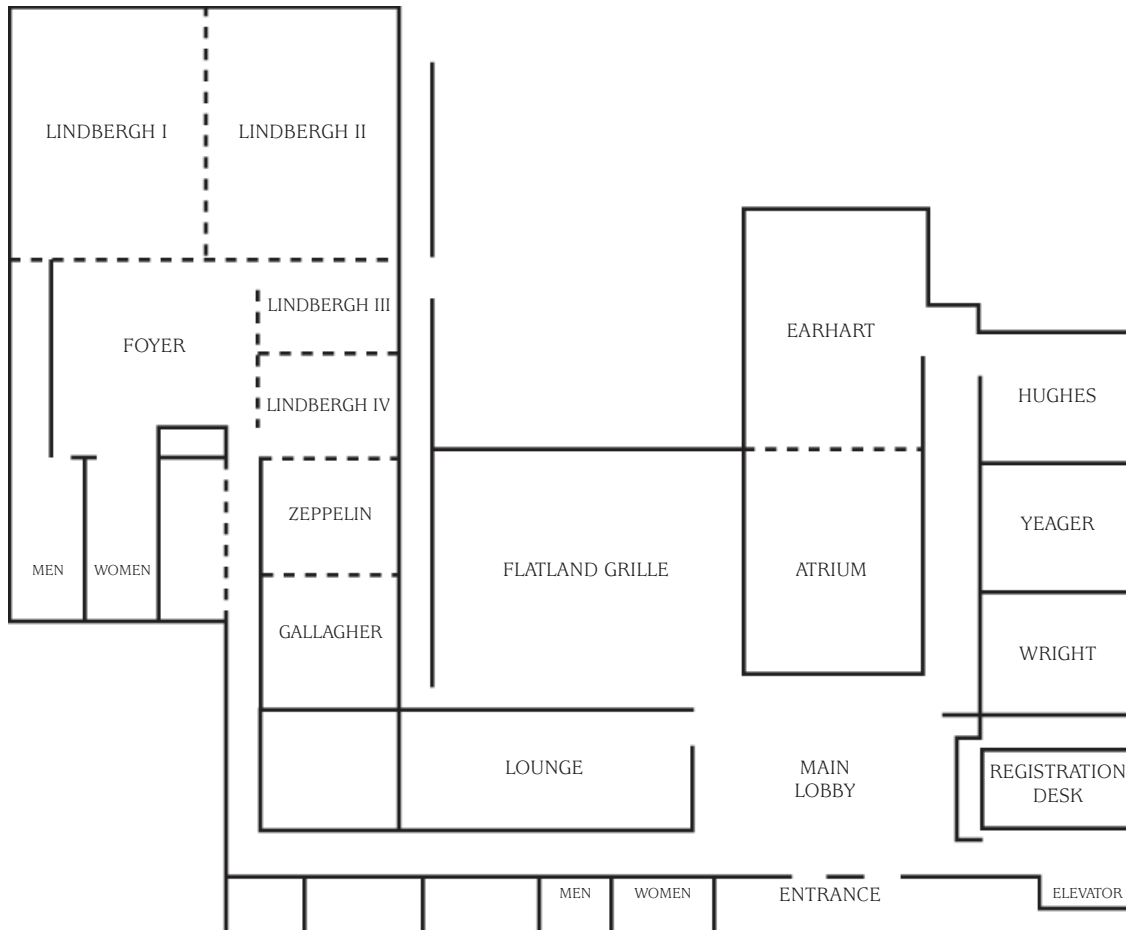 LINDBERGH I
LINDBERGH II
LINDBERGH III
EARHART
FOYER
HUGHES
LINDBERGH IV
ZEPPELIN
YEAGER
MEN
WOMEN
FLATLAND GRILLE
ATRIUM
GALLAGHER
WRIGHT
LOUNGE
MAIN
LOBBY
REGISTRATION
DESK
MEN
WOMEN
ENTRANCE
ELEVATOR